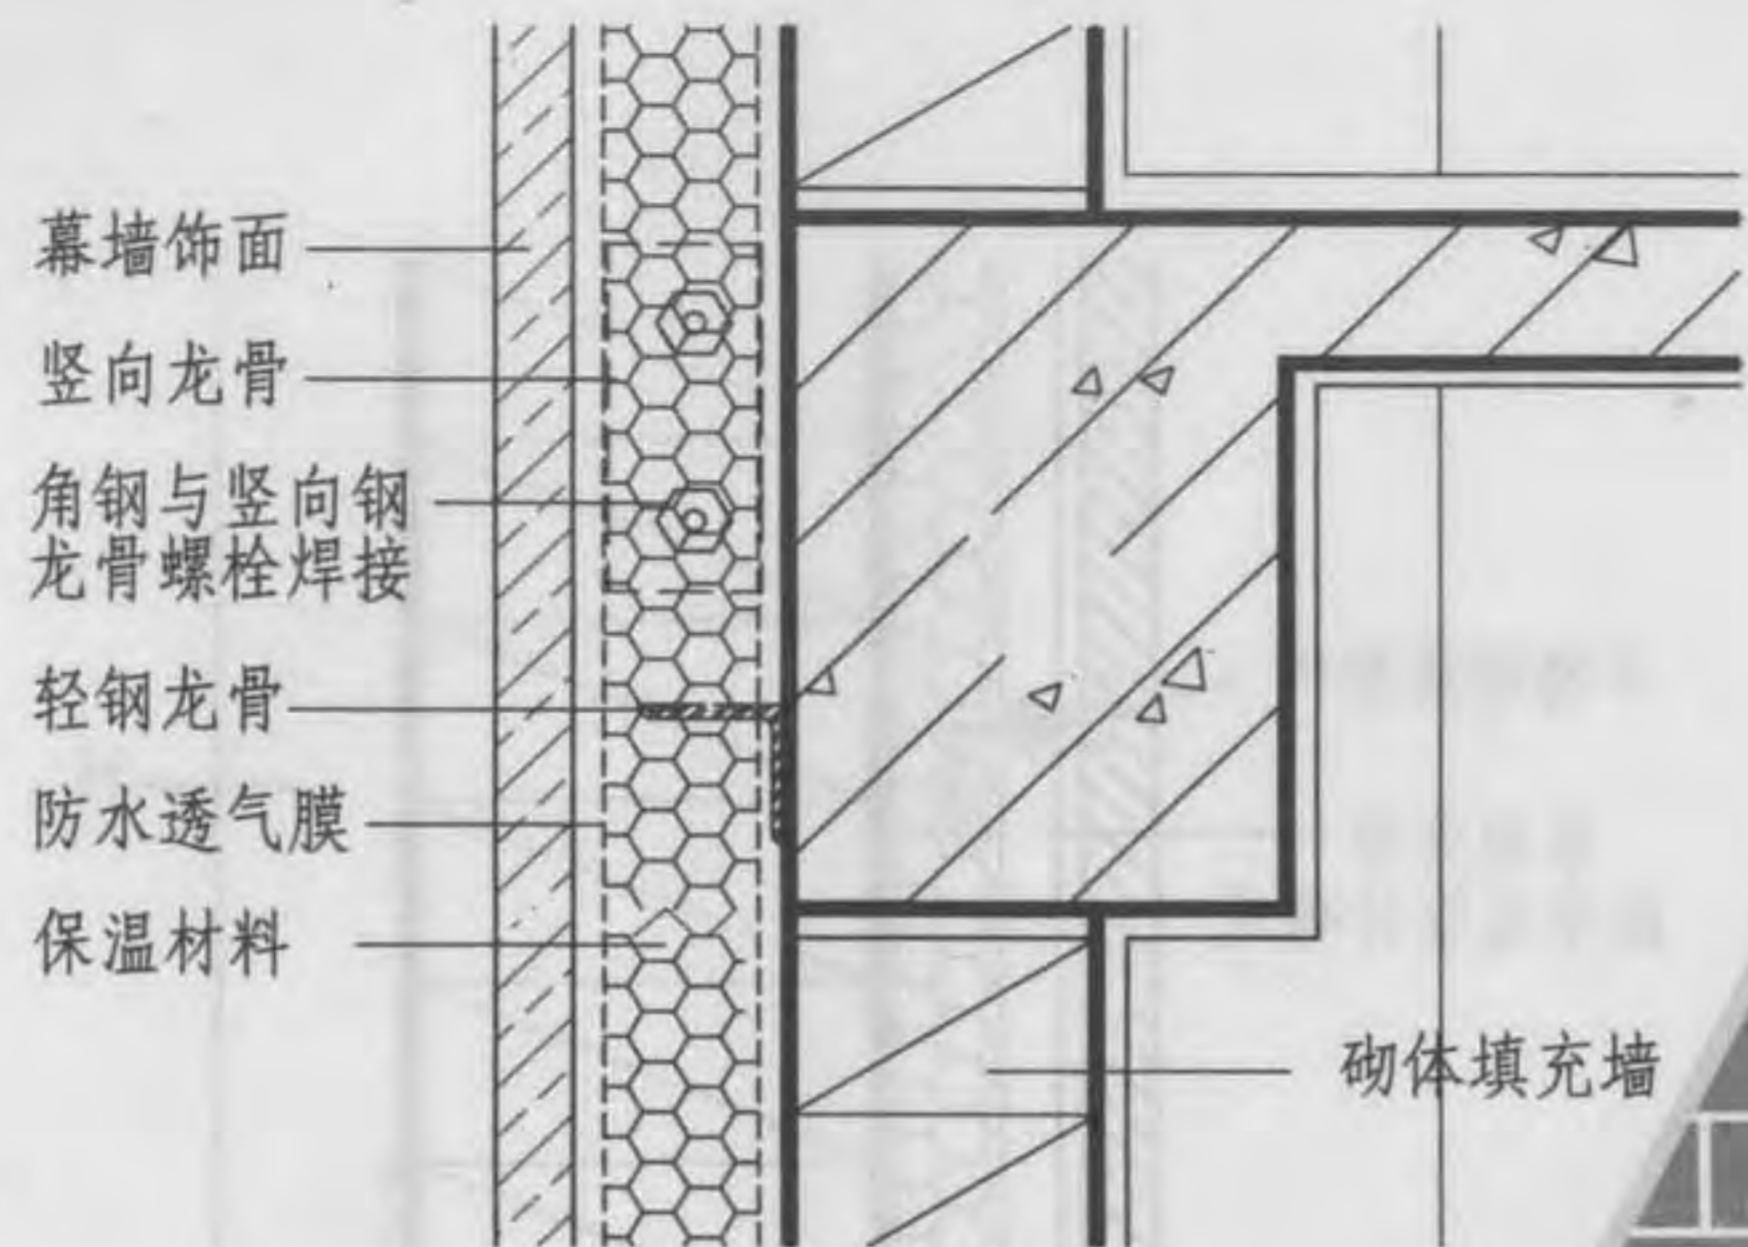 幕墙饰面
竖向龙骨
角钢与竖向钢
龙骨螺栓焊接
轻钢龙骨
防水透气膜
保温材料
砌体填充墙